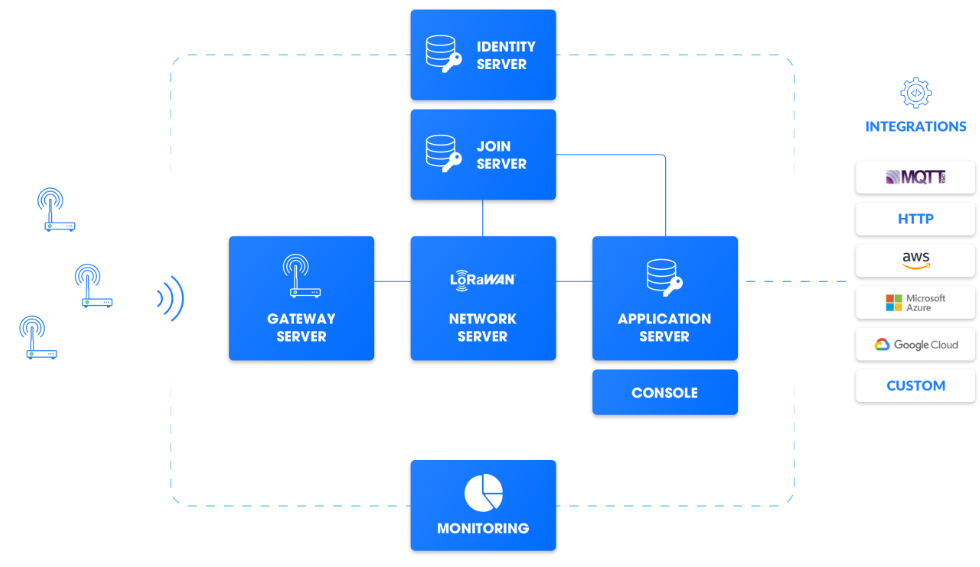 IDENTITY
SERVER
JOIN
SERVER
GATEWAY
SERVER
LoRaWAN
NETWORK
SERVER
APPLICATION
SERVER
CONSOLE
MONITORING
INTEGRATIONS
MQTT
HTTP
aws
Microsoft
Azure
Google Cloud
CUSTOM